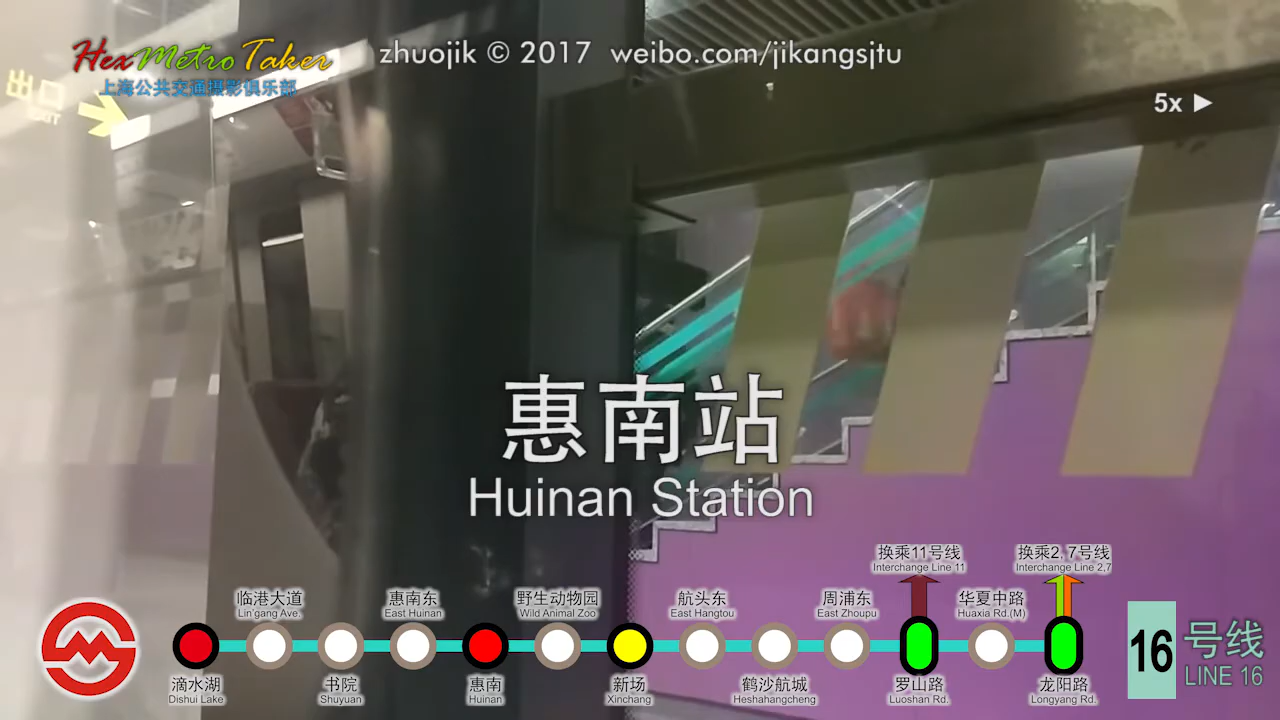 HexMetroTaker
上海公共交通摄影俱乐部
zhuojik © 2017 weibo.com/jikangsjtu
出口
EXIT
5x
惠南站
Huinan Station
换乘11号线
Interchange Line 11
换乘2, 7号线
Interchange Line 2,7
临港大道
Lin'gang Ave.
惠南东
East Huinan
野生动物园
Wild Animal Zoo
航头东
East Hangtou
周浦东
East Zhoupu
华夏中路
Huaxia Rd.(M)
滴水湖
Dishui Lake
书院
Shuyuan
惠南
Huinan
新场
Xinchang
鹤沙航城
Heshahangcheng
罗山路
Luoshan Rd.
龙阳路
Longyang Rd.
16 号线
LINE 16